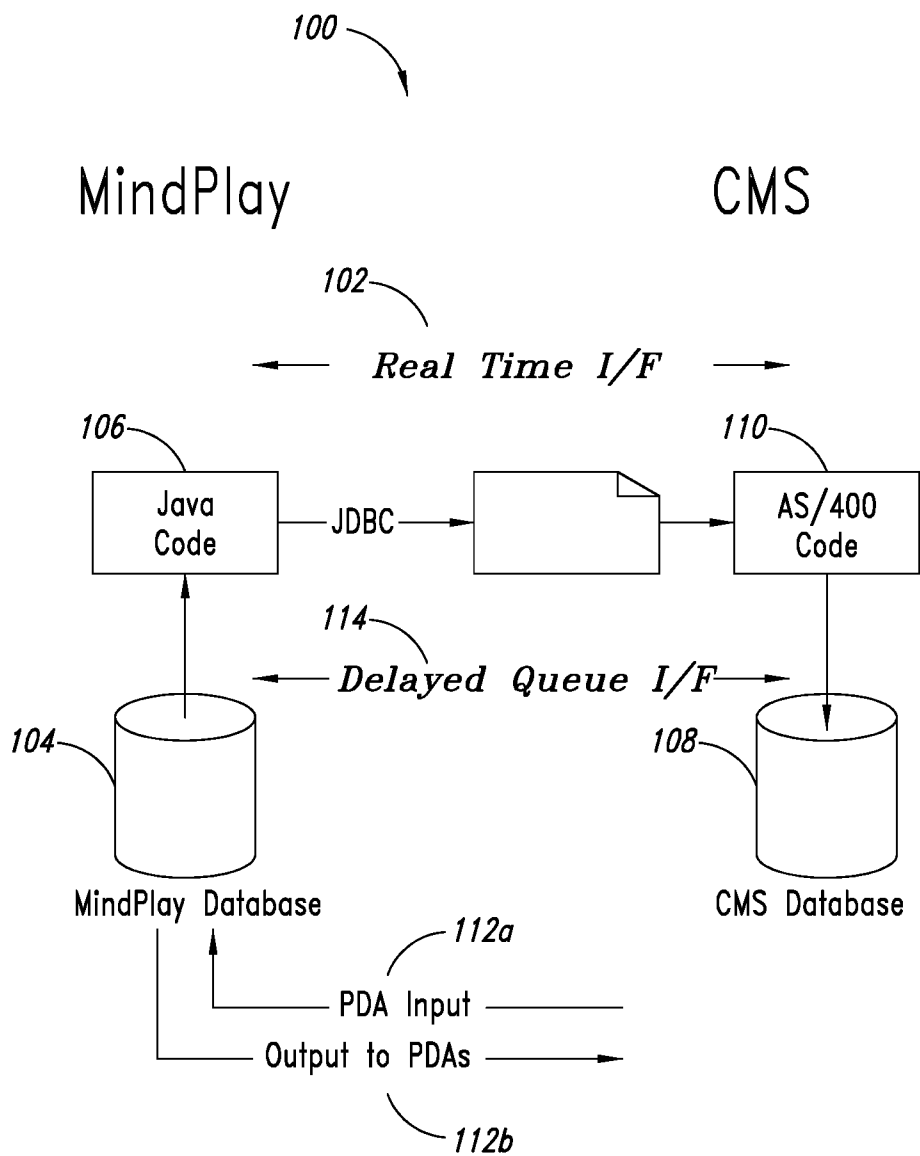 100
MindPlay CMS
102
Real Time I/F
106 110
Java
Code
JDBC
AS/400
Code
114
Delayed Queue I/F
104 108
MindPlay Database CMS Database
112a
PDA Input
Output to PDAs
112b